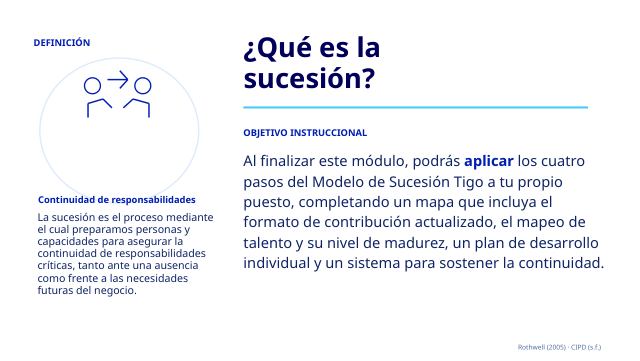 DEFINICIÓN
Continuidad de responsabilidades
La sucesión es el proceso mediante
el cual preparamos personas y
capacidades para asegurar la
continuidad de responsabilidades
críticas, tanto ante una ausencia
como frente a las necesidades
futuras del negocio.
¿Qué es la
sucesión?
OBJETIVO INSTRUCCIONAL
Al finalizar este módulo, podrás aplicar los cuatro
pasos del Modelo de Sucesión Tigo a tu propio
puesto, completando un mapa que incluya el
formato de contribución actualizado, el mapeo de
talento y su nivel de madurez, un plan de desarrollo
individual y un sistema para sostener la continuidad.
Rothwell (2005) · CIPD (s.f.)